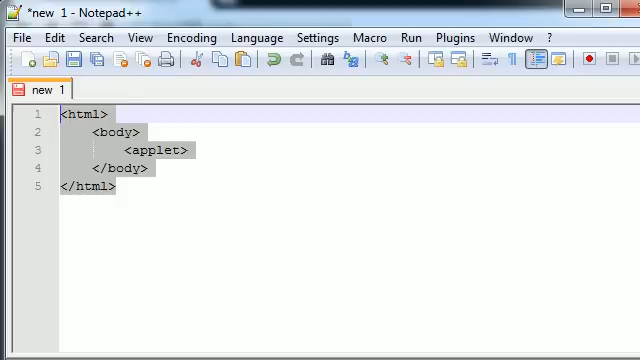 *new 1 - Notepad++
File Edit Search View Encoding Language Settings Macro Run Plugins Window ?
new 1
1 <html>
2 <body>
3 <applet>
4 </body>
5 </html>